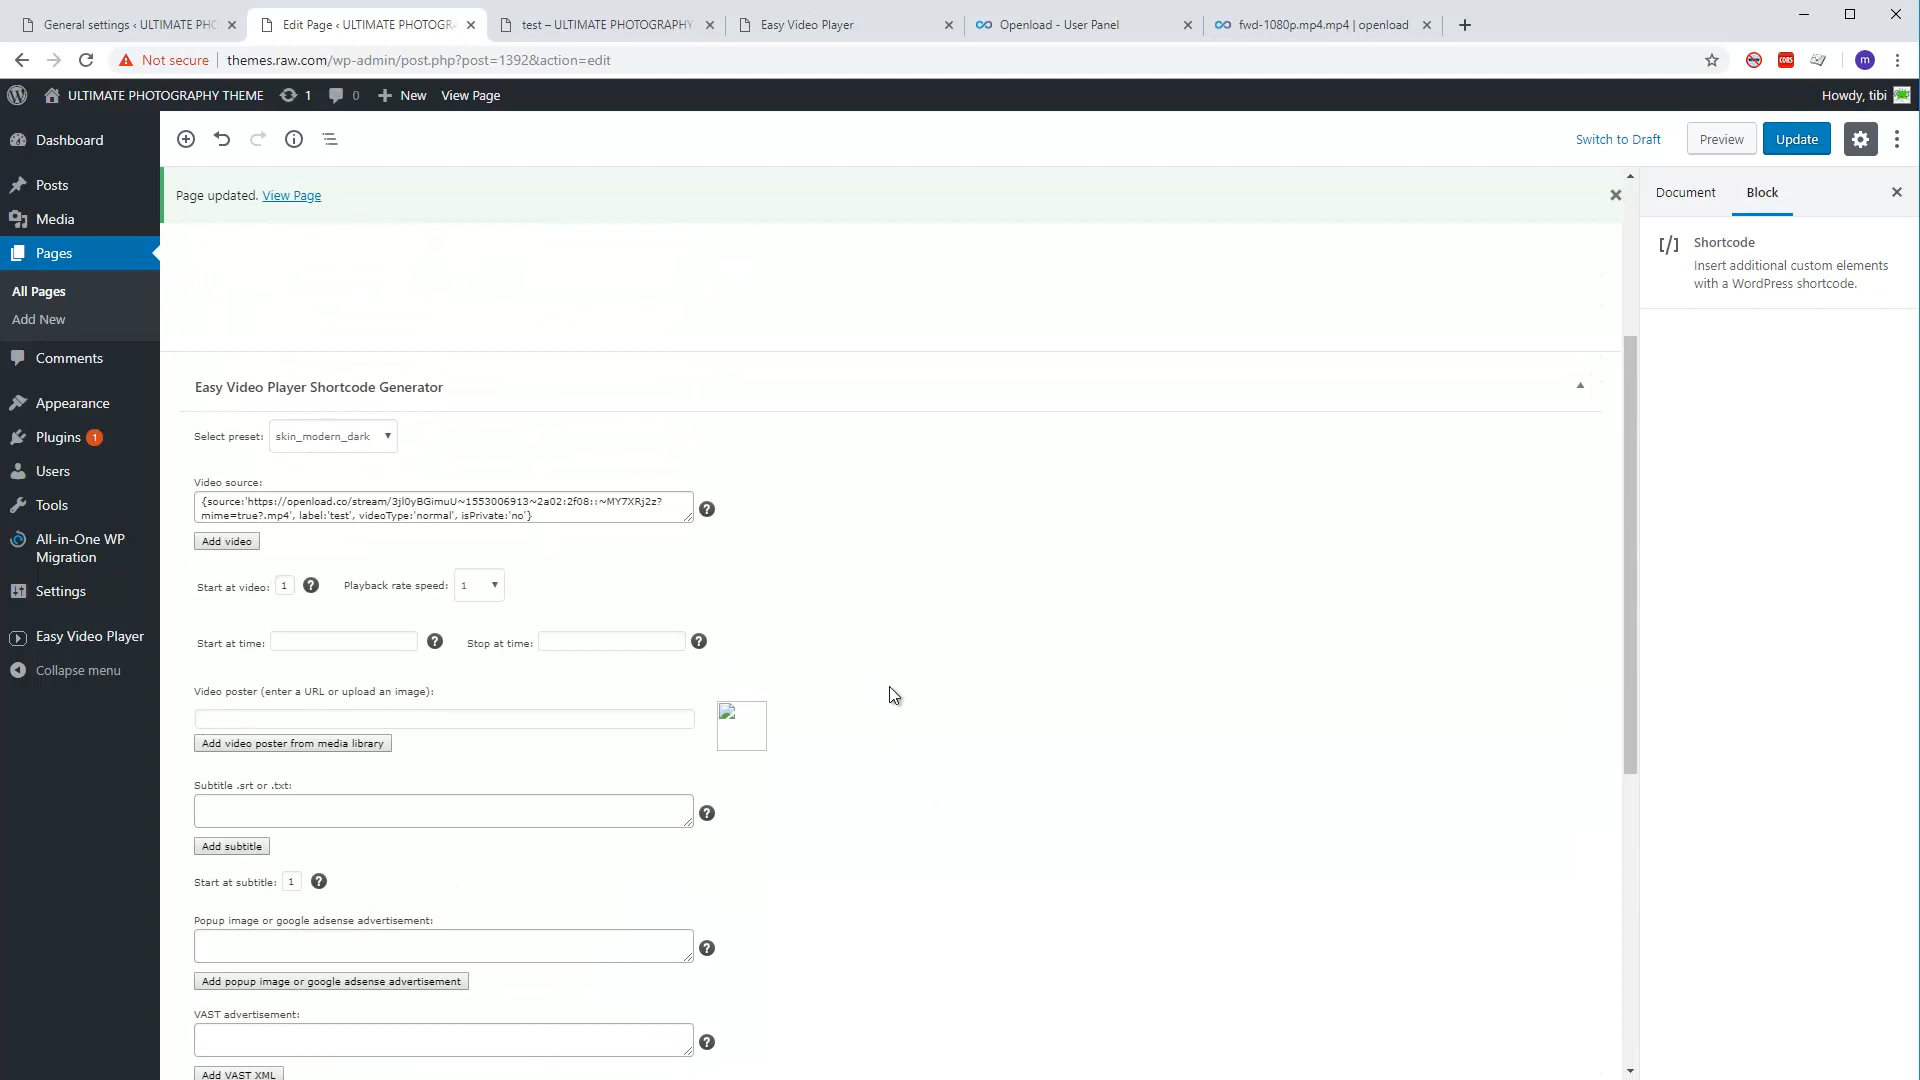 General settings ‹ ULTIMATE PHO
Edit Page ‹ ULTIMATE PHOTOGRA
test – ULTIMATE PHOTOGRAPHY
Easy Video Player
Openload - User Panel
fwd-1080p.mp4.mp4 | openload
Not secure
themes.raw.com/wp-admin/post.php?post=1392&action=edit
CORS
m
ULTIMATE PHOTOGRAPHY THEME
1
0
New
View Page
Howdy, tibi
Dashboard
Posts
Media
Pages
All Pages
Add New
Comments
Appearance
Plugins 1
Users
Tools
All-in-One WP
Migration
Settings
Easy Video Player
Collapse menu
Switch to Draft
Preview
Update
Page updated. View Page
Document
Block
[/]
Shortcode
Insert additional custom elements
with a WordPress shortcode.
Easy Video Player Shortcode Generator
Select preset: skin_modern_dark
Video source:
{source:'https://openload.co/stream/3jl0yBGimuU~1553006913~2a02:2f08::~MY7XRj2z?
mime=true?.mp4', label:'test', videoType:'normal', isPrivate:'no'}
?
Add video
Start at video: 1 ? Playback rate speed: 1
Start at time: ? Stop at time: ?
Video poster (enter a URL or upload an image):
Add video poster from media library
Subtitle .srt or .txt:
?
Add subtitle
Start at subtitle: 1 ?
Popup image or google adsense advertisement:
?
Add popup image or google adsense advertisement
VAST advertisement:
?
Add VAST XML